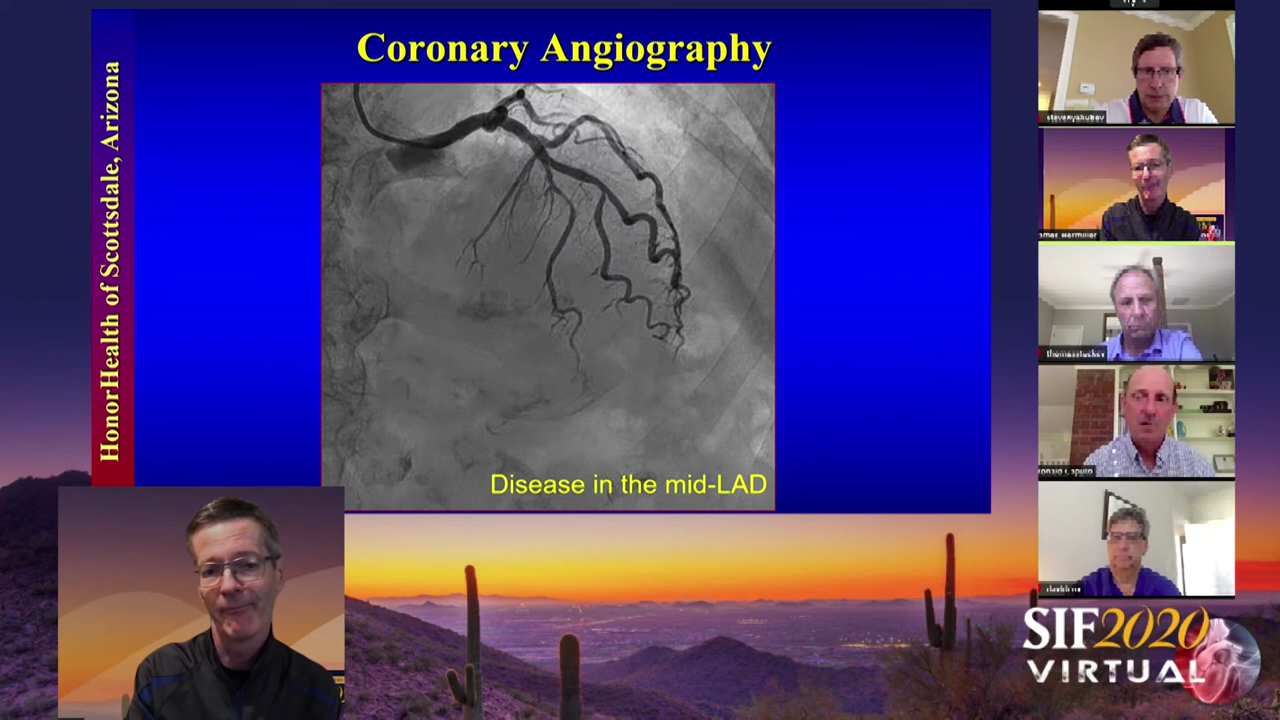 Coronary Angiography
HonorHealth of Scottsdale, Arizona
Disease in the mid-LAD
SIF2020
VIRTUAL